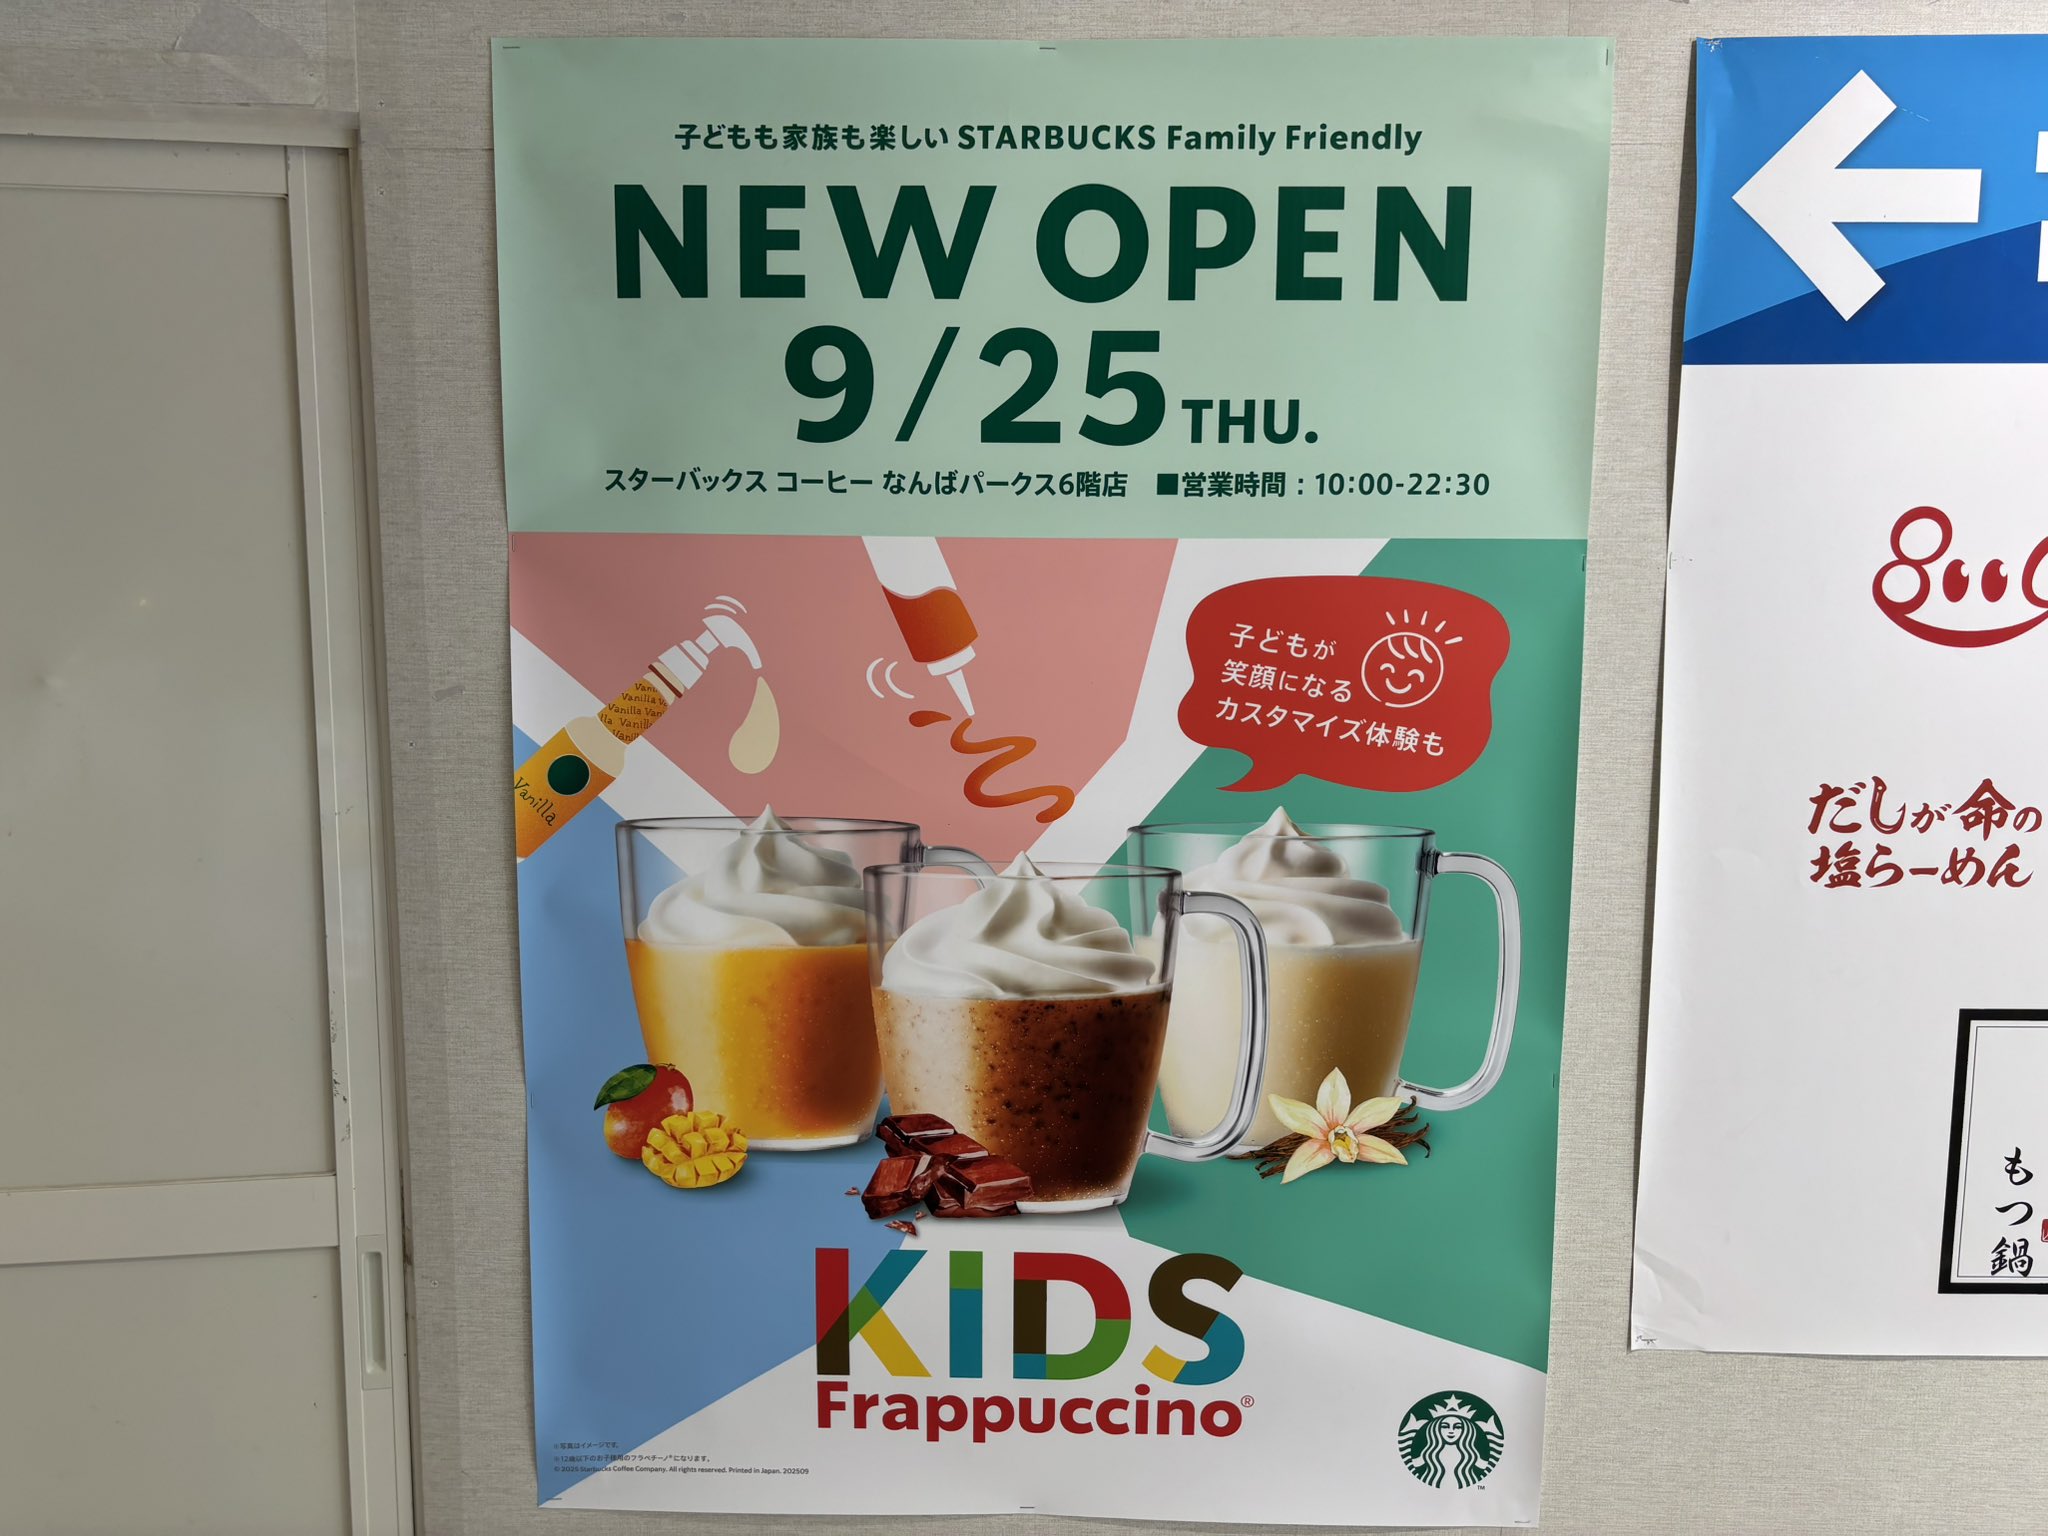 子どもも家族も楽しい STARBUCKS Family Friendly
NEW OPEN
9/25 THU.
スターバックス コーヒー なんばパークス6階店 ■営業時間：10:00-22:30
子どもが
笑顔になる
カスタマイズ体験も
Vanilla
KIDS
Frappuccino®
※写真はイメージです。
※12歳以下のお子様用のフラペチーノ®になります。
© 2025 Starbucks Coffee Company. All rights reserved. Printed in Japan. 202509
TM
だしが命の
塩らーめん
もつ鍋